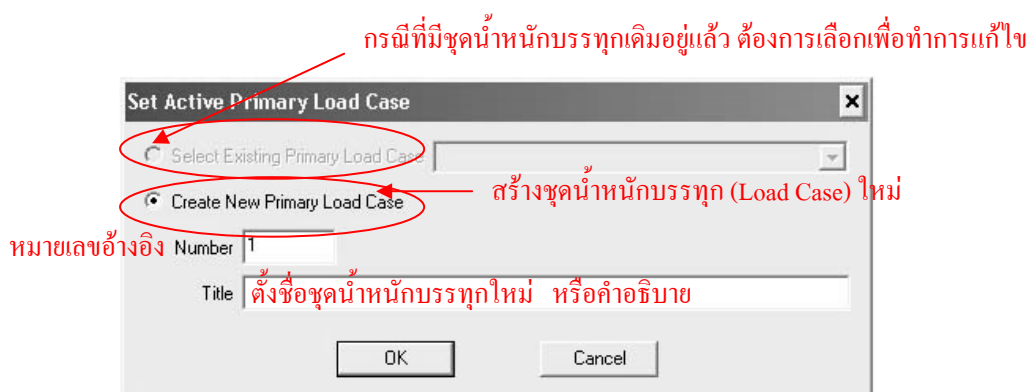 กรณีที่มีชุดน้ำหนักบรรทุกเดิมอยู่แล้ว ต้องการเลือกเพื่อทำการแก้ไข
Set Active Primary Load Case
Select Existing Primary Load Case
สร้างชุดน้ำหนักบรรทุก (Load Case) ใหม่
Create New Primary Load Case
หมายเลขอ้างอิง Number 1
Title ตั้งชื่อชุดน้ำหนักบรรทุกใหม่ หรือคำอธิบาย
OK Cancel